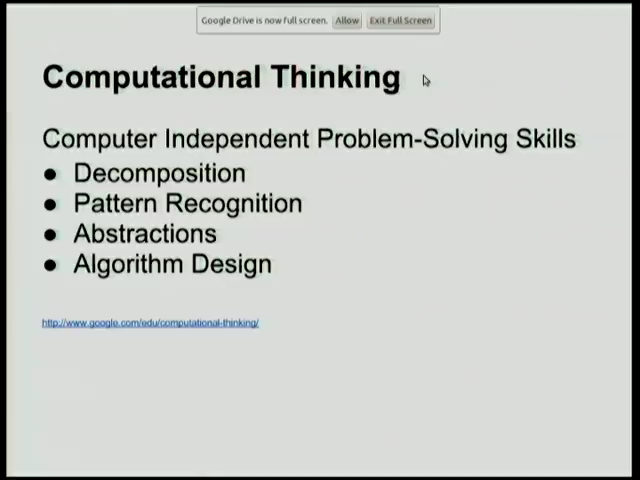 Google Drive is now full screen. Allow Exit Full Screen
Computational Thinking
Computer Independent Problem-Solving Skills
● Decomposition
● Pattern Recognition
● Abstractions
● Algorithm Design
http://www.google.com/edu/computational-thinking/